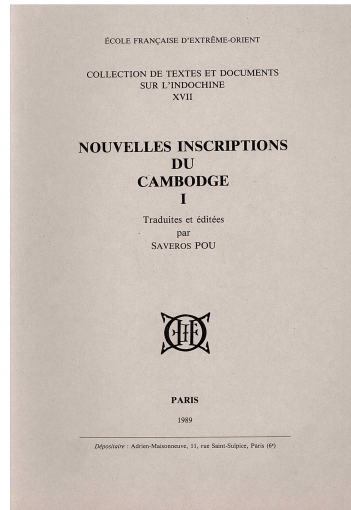 ÉCOLE FRANÇAISE D'EXTRÊME-ORIENT
COLLECTION DE TEXTES ET DOCUMENTS
SUR L'INDOCHINE
XVII
NOUVELLES INSCRIPTIONS
DU
CAMBODGE
I
Traduites et éditées
par
SAVEROS POU
PARIS
1989
Dépositaire : Adrien-Maisonneuve, 11, rue Saint-Sulpice, Paris (6e)